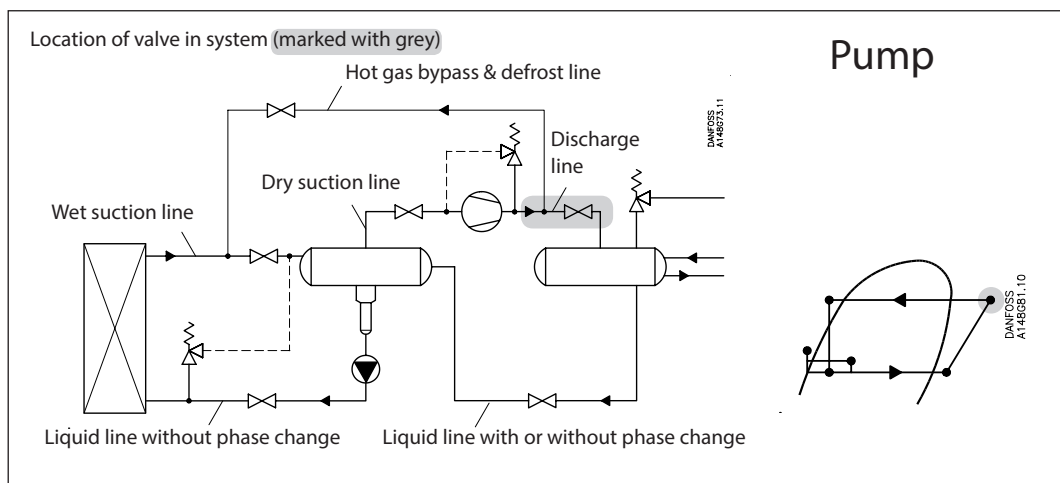 Location of valve in system (marked with grey)
Pump
Hot gas bypass & defrost line
DANFOSS
A148G73.11
Discharge
line
Dry suction line
Wet suction line
DANFOSS
A148G81.10
Liquid line without phase change
Liquid line with or without phase change